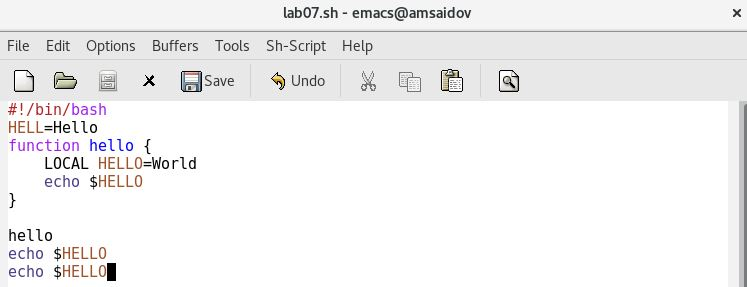 lab07.sh - emacs@amsaidov ×
File Edit Options Buffers Tools Sh-Script Help
Save Undo
#!/bin/bash
HELL=Hello
function hello {
    LOCAL HELLO=World
    echo $HELLO
}
hello
echo $HELLO
echo $HELLO